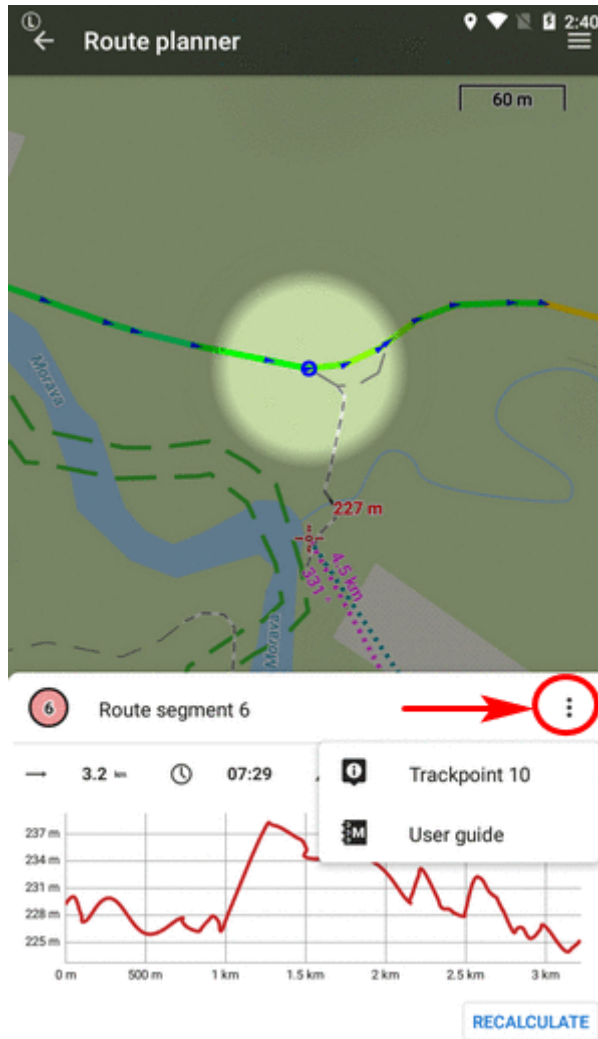 L
2:40
Route planner
60 m
Morava
227 m
4.5 km
331 °
Morava
6
Route segment 6
3.2 km
07:29
Trackpoint 10
M
User guide
237 m
234 m
231 m
228 m
225 m
0 m
500 m
1 km
1.5 km
2 km
2.5 km
3 km
RECALCULATE